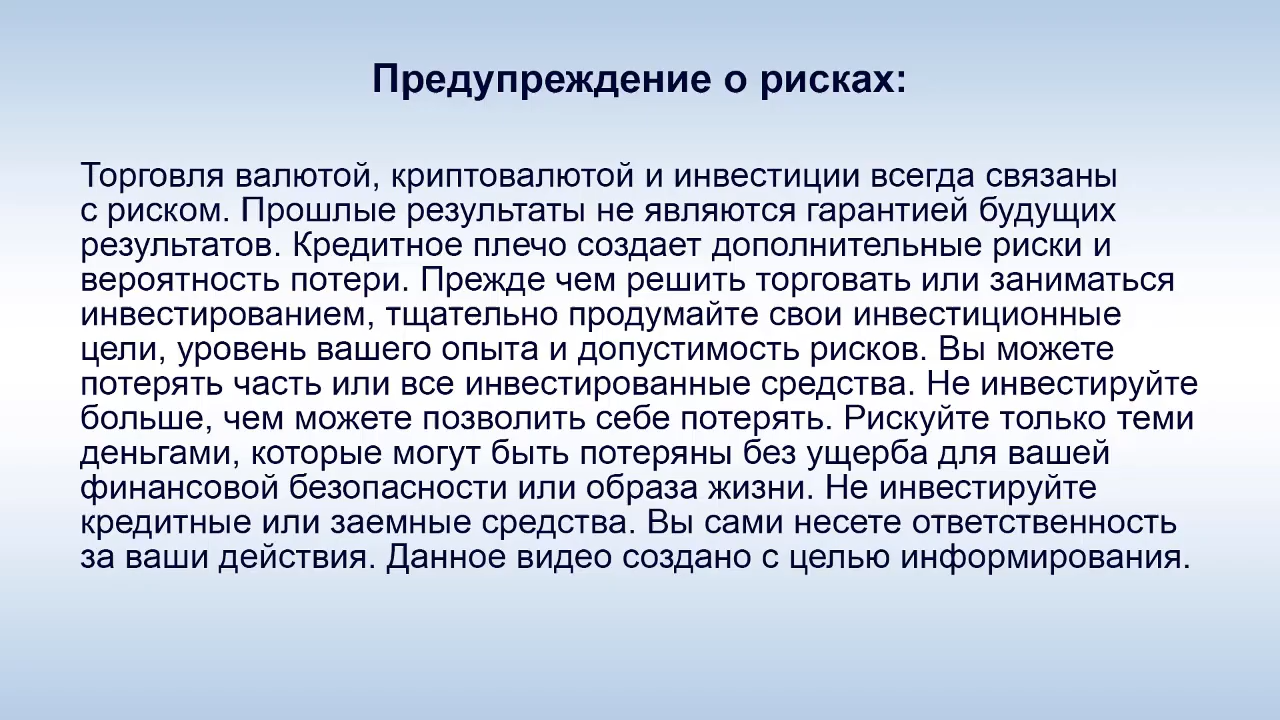 Предупреждение о рисках:
Торговля валютой, криптовалютой и инвестиции всегда связаны
с риском. Прошлые результаты не являются гарантией будущих
результатов. Кредитное плечо создает дополнительные риски и
вероятность потери. Прежде чем решить торговать или заниматься
инвестированием, тщательно продумайте свои инвестиционные
цели, уровень вашего опыта и допустимость рисков. Вы можете
потерять часть или все инвестированные средства. Не инвестируйте
больше, чем можете позволить себе потерять. Рискуйте только теми
деньгами, которые могут быть потеряны без ущерба для вашей
финансовой безопасности или образа жизни. Не инвестируйте
кредитные или заемные средства. Вы сами несете ответственность
за ваши действия. Данное видео создано с целью информирования.